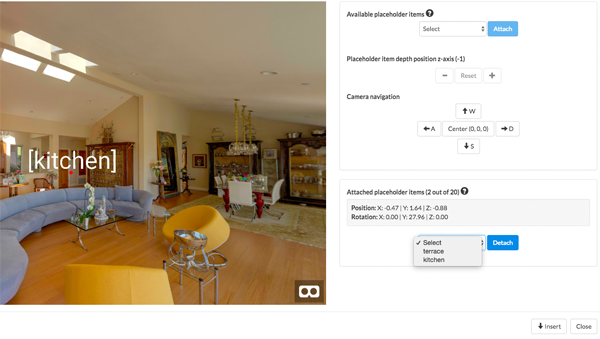 [kitchen]
Available placeholder items ?
Select
Attach
Placeholder item depth position z-axis (-1)
Reset
Camera navigation
W
A
Center (0, 0, 0)
D
S
Attached placeholder items (2 out of 20) ?
Position: X: -0.47 | Y: 1.64 | Z: -0.88
Rotation: X: 0.00 | Y: 27.96 | Z: 0.00
✓ Select
terrace
kitchen
Detach
Insert
Close